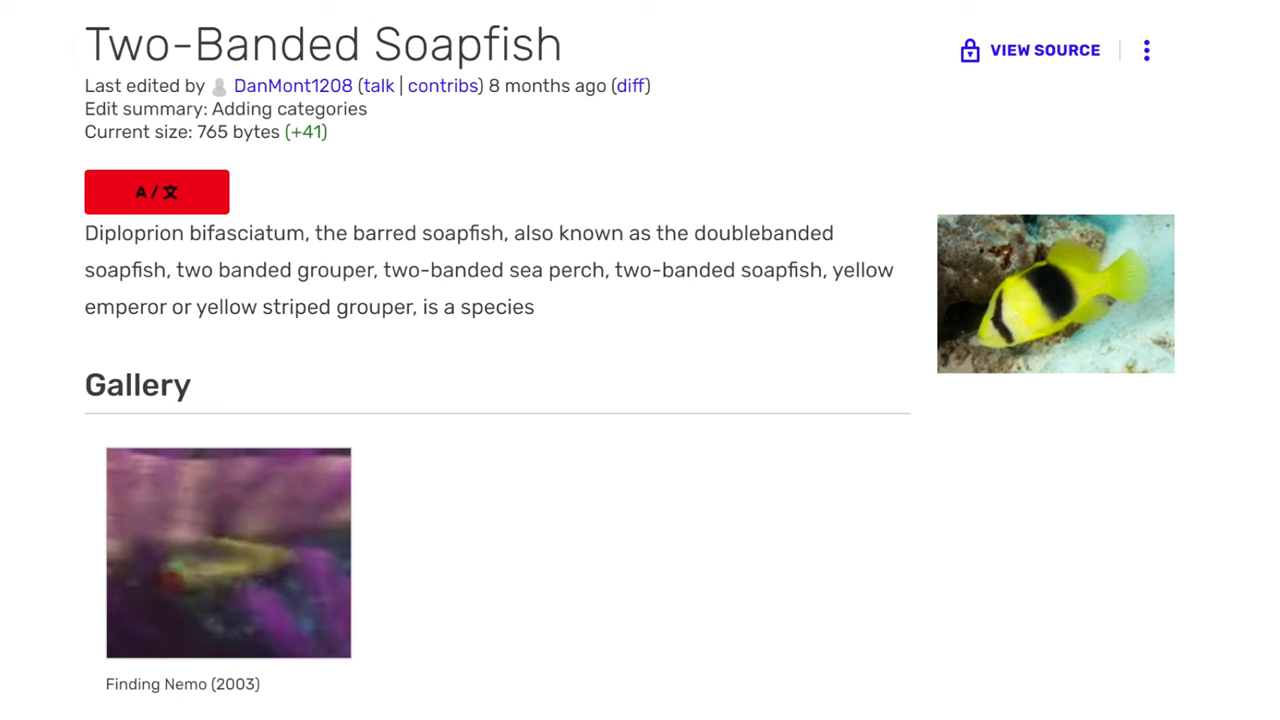 Two-Banded Soapfish
VIEW SOURCE
Last edited by DanMont1208 (talk | contribs) 8 months ago (diff)
Edit summary: Adding categories
Current size: 765 bytes (+41)
A / 文
Diploprion bifasciatum, the barred soapfish, also known as the doublebanded
soapfish, two banded grouper, two-banded sea perch, two-banded soapfish, yellow
emperor or yellow striped grouper, is a species
Gallery
Finding Nemo (2003)